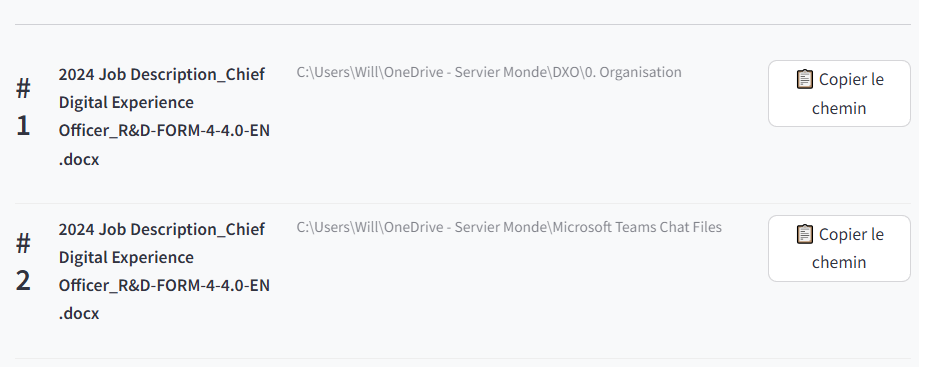 # 1
2024 Job Description_Chief
Digital Experience
Officer_R&D-FORM-4-4.0-EN
.docx
C:\Users\Will\OneDrive - Servier Monde\DXO\0. Organisation
📋 Copier le
chemin
# 2
2024 Job Description_Chief
Digital Experience
Officer_R&D-FORM-4-4.0-EN
.docx
C:\Users\Will\OneDrive - Servier Monde\Microsoft Teams Chat Files
📋 Copier le
chemin